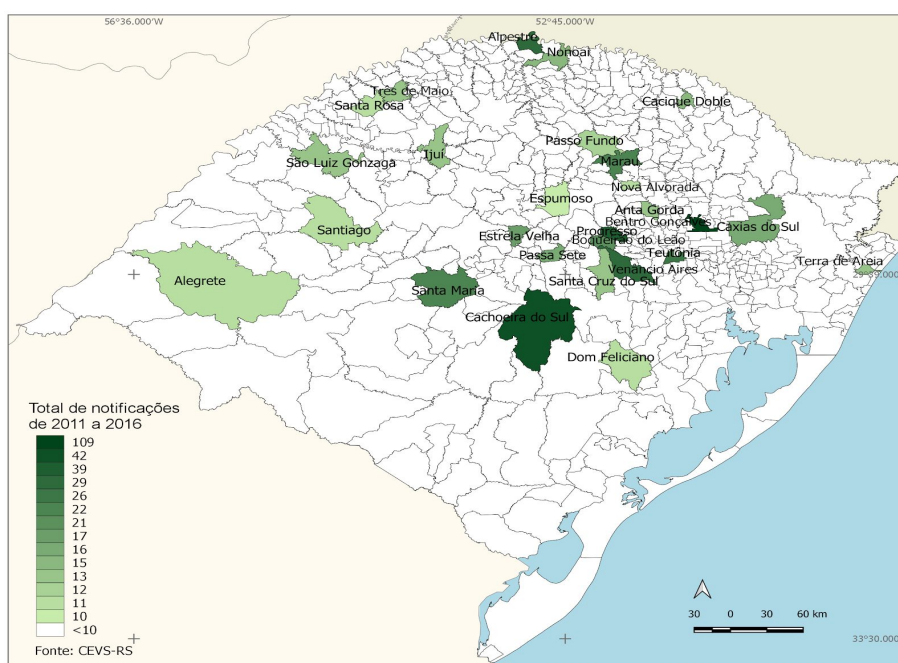 56°36.000'W
52°45.000'W
Alpestre
Nonoai
Três de Maio
Santa Rosa
Cacique Doble
Passo Fundo
Ijuí
Marau
São Luiz Gonzaga
Nova Alvorada
Espumoso
Anta Gorda
Bentro Gonçalves
Santiago
Caxias do Sul
Estrela Velha
Progresso
Boqueirão do Leão
Passa Sete
Teutônia
Terra de Areia
Venâncio Aires
Alegrete
Santa Maria
Santa Cruz do Sul
Cachoeira do Sul
Dom Feliciano
Total de notificações
de 2011 a 2016
109
42
39
29
26
22
21
17
16
15
13
12
11
10
<10
30 0 30 60 km
33°30.000
Fonte: CEVS-RS